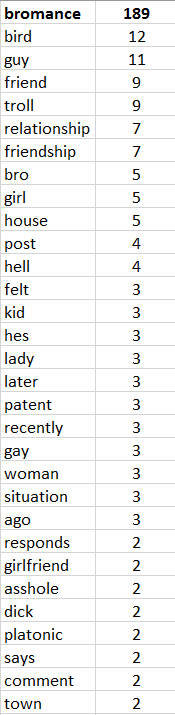 bromance 189
bird 12
guy 11
friend 9
troll 9
relationship 7
friendship 7
bro 5
girl 5
house 5
post 4
hell 4
felt 3
kid 3
hes 3
lady 3
later 3
patent 3
recently 3
gay 3
woman 3
situation 3
ago 3
responds 2
girlfriend 2
asshole 2
dick 2
platonic 2
says 2
comment 2
town 2